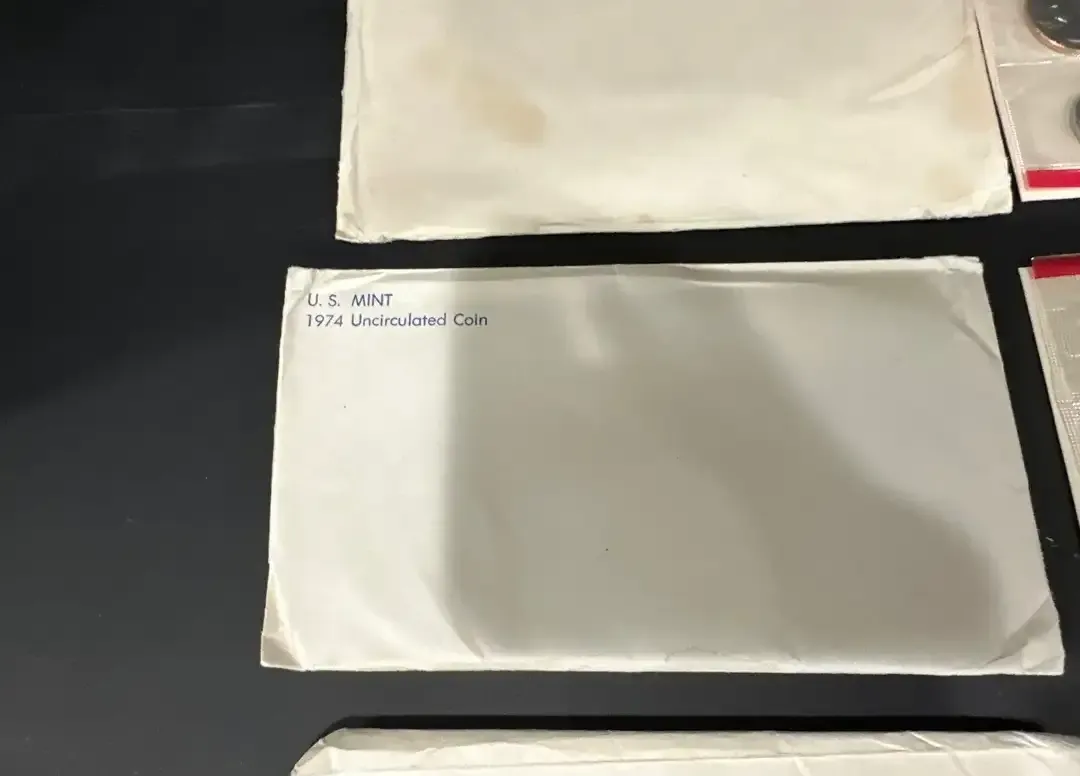 U. S. MINT
1974 Uncirculated Coin